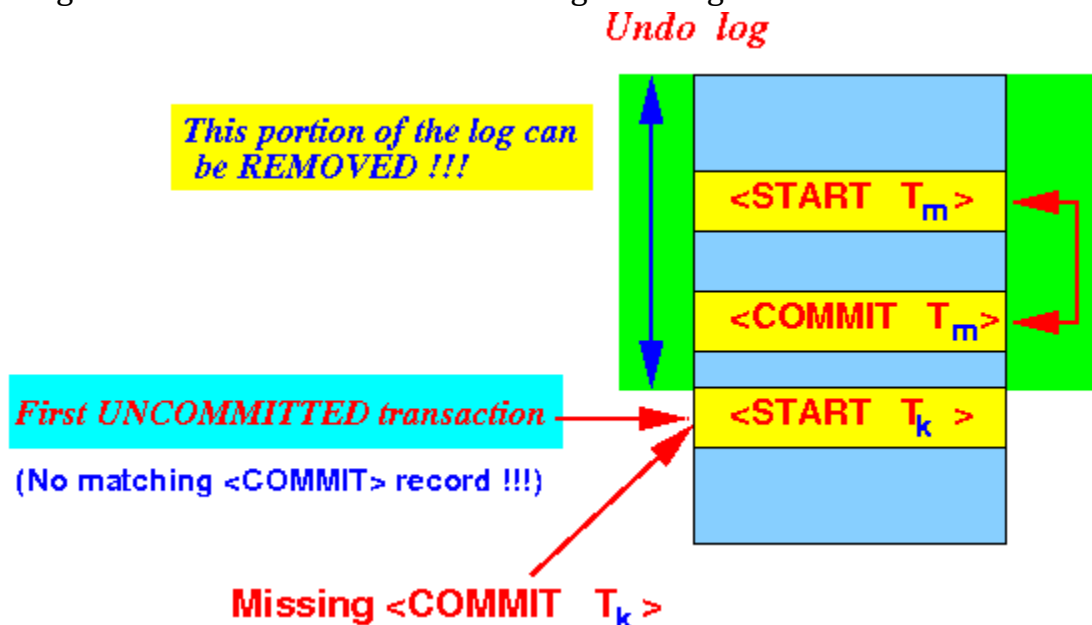 Undo log
This portion of the log can
be REMOVED !!!
<START Tm>
<COMMIT Tm>
First UNCOMMITTED transaction
<START Tk >
(No matching <COMMIT> record !!!)
Missing <COMMIT Tk >